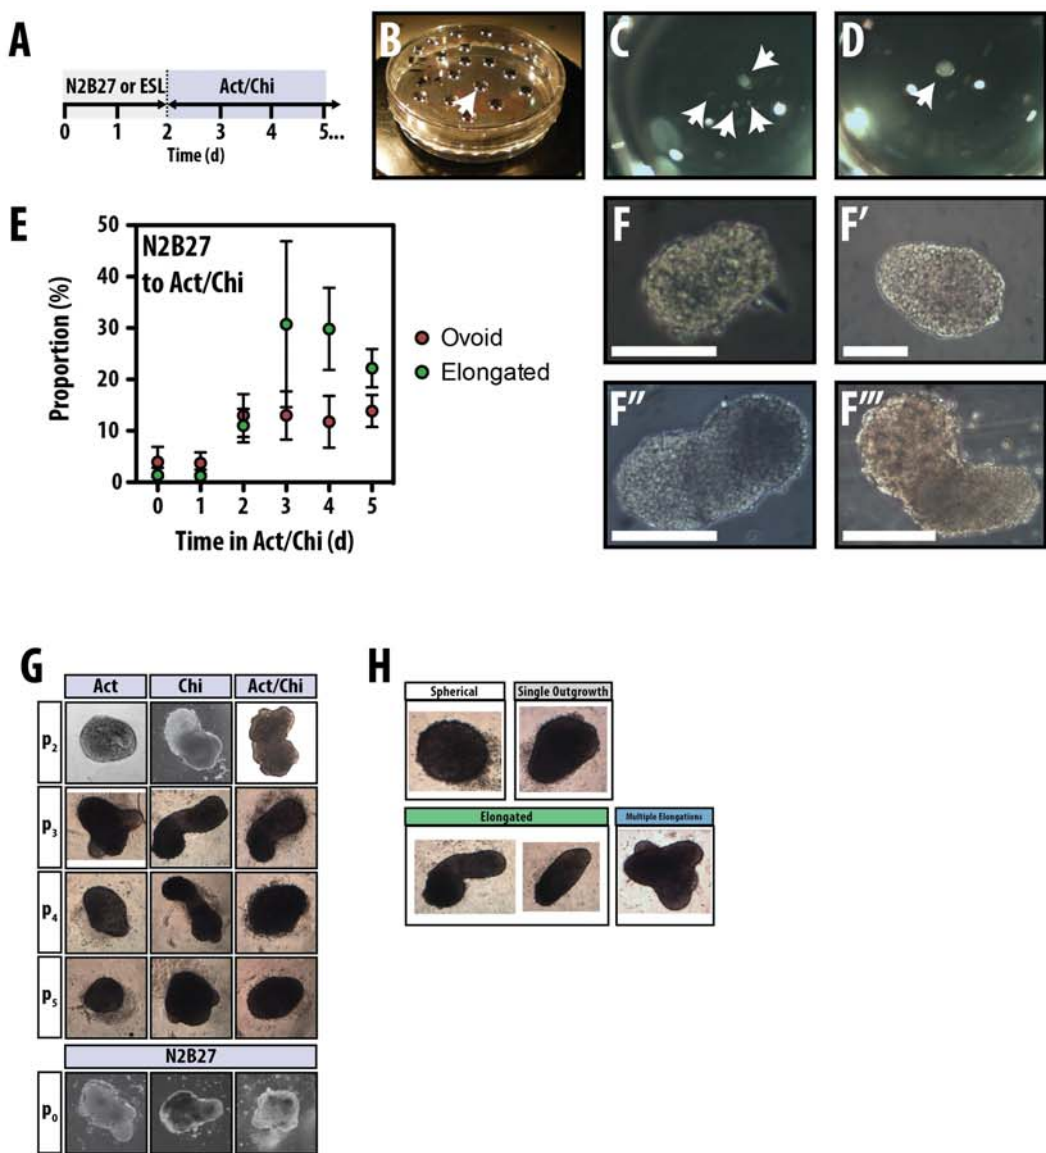 A
N2B27 or ESL Act/Chi
0 1 2 3 4 5...
Time (d)
B
C
D
E
N2B27
to Act/Chi
Proportion (%)
50
40
30
20
10
0
0 1 2 3 4 5
Time in Act/Chi (d)
Ovoid
Elongated
F
F'
F''
F'''
G
Act Chi Act/Chi
p2
p3
p4
p5
N2B27
p0
H
Spherical Single Outgrowth
Elongated Multiple Elongations